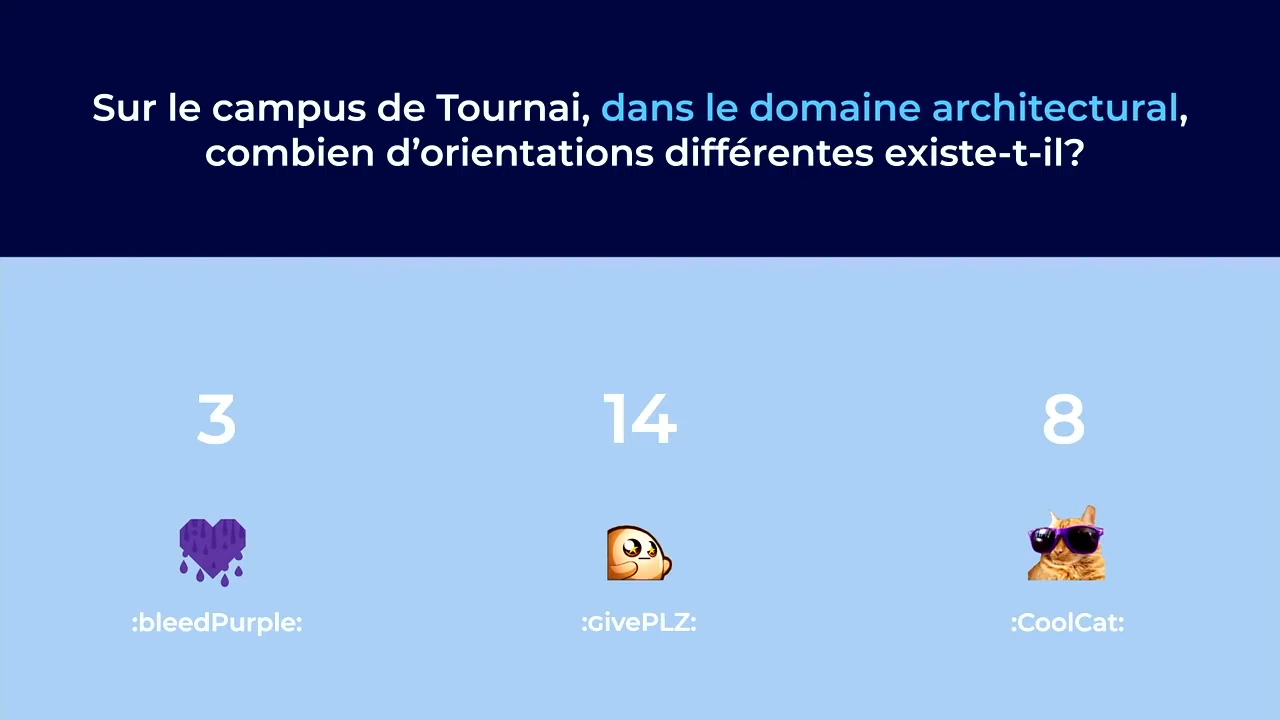 Sur le campus de Tournai, dans le domaine architectural,
combien d’orientations différentes existe-t-il?
3
14
8
:bleedPurple:
:GivePLZ:
:CoolCat: